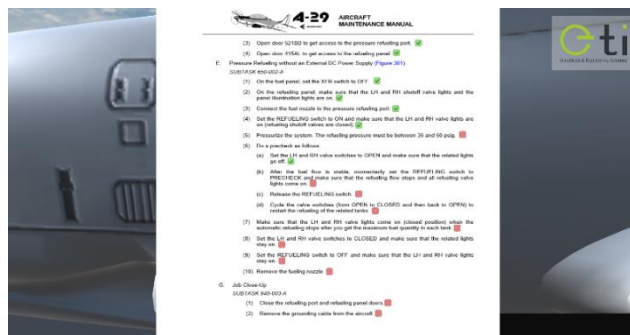 A-29 AIRCRAFT
MAINTENANCE MANUAL
eti
(3) Open door 521BB to get access to the pressure refueling port.
(4) Open door 415AL to get access to the refueling panel.
E. Pressure Refueling without an External DC Power Supply (Figure 301)
SUBTASK 650-002-A
(1) On the fuel panel, set the XFR switch to OFF.
(2) On the refueling panel, make sure that the LH and RH shutoff valve lights and the
panel illumination lights are on.
(3) Connect the fuel nozzle to the pressure refueling port.
(4) Set the REFUELING switch to ON and make sure that the LH and RH valve lights are
on (refueling shutoff valves are closed).
(5) Pressurize the system. The refueling pressure must be between 35 and 50 psig.
(6) Do a precheck as follows:
(a) Set the LH and RH valve switches to OPEN and make sure that the related lights
go off.
(b) After the fuel flow is stable, momentarily set the REFUELING switch to
PRECHECK and make sure that the refueling flow stops and all refueling valve
lights come on.
(c) Release the REFUELING switch.
(d) Cycle the valve switches (from OPEN to CLOSED and then back to OPEN) to
restart the refueling of the related tanks.
(7) Make sure that the LH and RH valve lights come on (closed position) when the
automatic refueling stops after you get the maximum fuel quantity in each tank.
(8) Set the LH and RH valve switches to CLOSED and make sure that the related lights
stay on.
(9) Set the REFUELING switch to OFF and make sure that the LH and RH valve lights
stay on.
(10) Remove the fueling nozzle.
G. Job Close-Up
SUBTASK 940-003-A
(1) Close the refueling port and refueling panel doors.
(2) Remove the grounding cable from the aircraft.